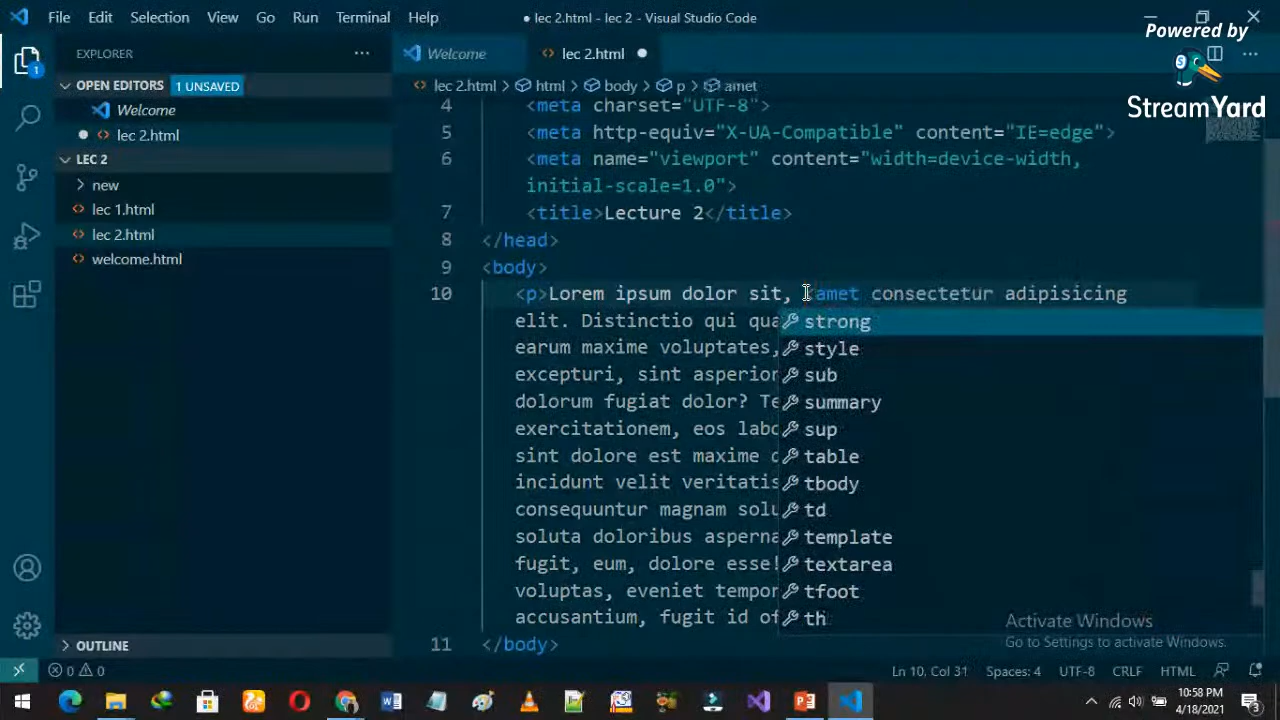 File Edit Selection View Go Run Terminal Help
● lec 2.html - lec 2 - Visual Studio Code
Powered by
StreamYard
EXPLORER
OPEN EDITORS 1 UNSAVED
Welcome
lec 2.html
LEC 2
new
lec 1.html
lec 2.html
welcome.html
OUTLINE
1
Welcome
lec 2.html
lec 2.html html body p amet
4 <meta charset="UTF-8">
5 <meta http-equiv="X-UA-Compatible" content="IE=edge">
6 <meta name="viewport" content="width=device-width,
initial-scale=1.0">
7 <title>Lecture 2</title>
8 </head>
9 <body>
10 <p>Lorem ipsum dolor sit, <amet consectetur adipisicing
elit. Distinctio qui qua
earum maxime voluptates,
excepturi, sint asperior
dolorum fugiat dolor? Te
exercitationem, eos labo
sint dolore est maxime
incidunt velit veritatis
consequuntur magnam solu
soluta doloribus asperna
fugit, eum, dolore esse!
voluptas, eveniet tempor
accusantium, fugit id of
11 </body>
strong
style
sub
summary
sup
table
tbody
td
template
textarea
tfoot
th
Activate Windows
Go to Settings to activate Windows.
0 0
Ln 10, Col 31 Spaces: 4 UTF-8 CRLF HTML
10:58 PM
4/18/2021
3